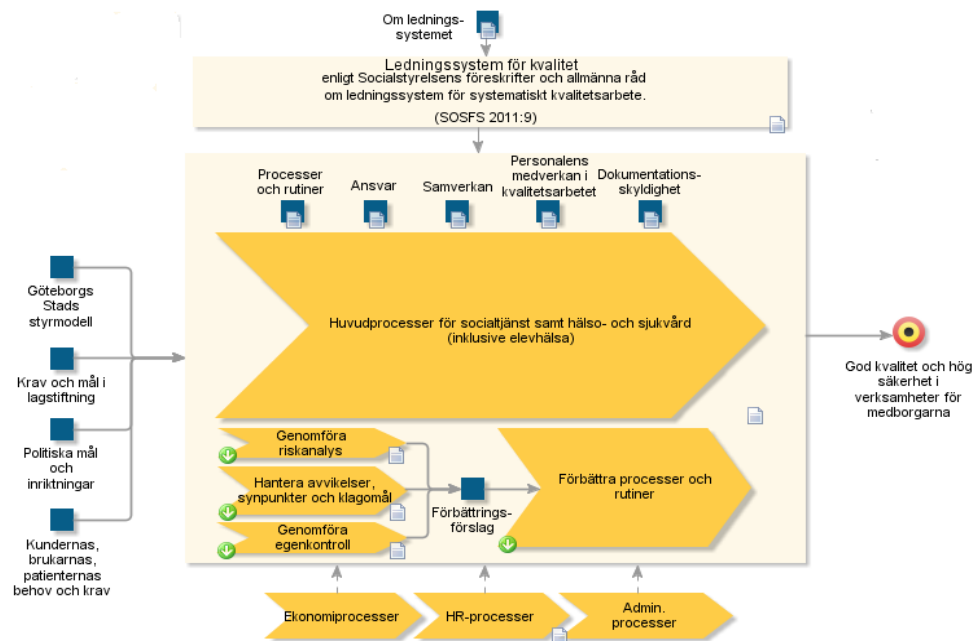 Om lednings-
systemet
Ledningssystem för kvalitet
enligt Socialstyrelsens föreskrifter och allmänna råd
om ledningssystem för systematiskt kvalitetsarbete.
(SOSFS 2011:9)
Processer
och rutiner
Ansvar
Samverkan
Personalens
medverkan i
kvalitetsarbetet
Dokumentations-
skyldighet
Göteborgs
Stads
styrmodell
Krav och mål i
lagstiftning
Politiska mål
och
inriktningar
Kundernas,
brukarnas,
patienternas
behov och krav
Huvudprocesser för socialtjänst samt hälso- och sjukvård
(inklusive elevhälsa)
God kvalitet och hög
säkerhet i
verksamheter för
medborgarna
Genomföra
riskanalys
Hantera avvikelser,
synpunkter och klagomål
Genomföra
egenkontroll
Förbättrings-
förslag
Förbättra processer och
rutiner
Ekonomiprocesser
HR-processer
Admin.
processer